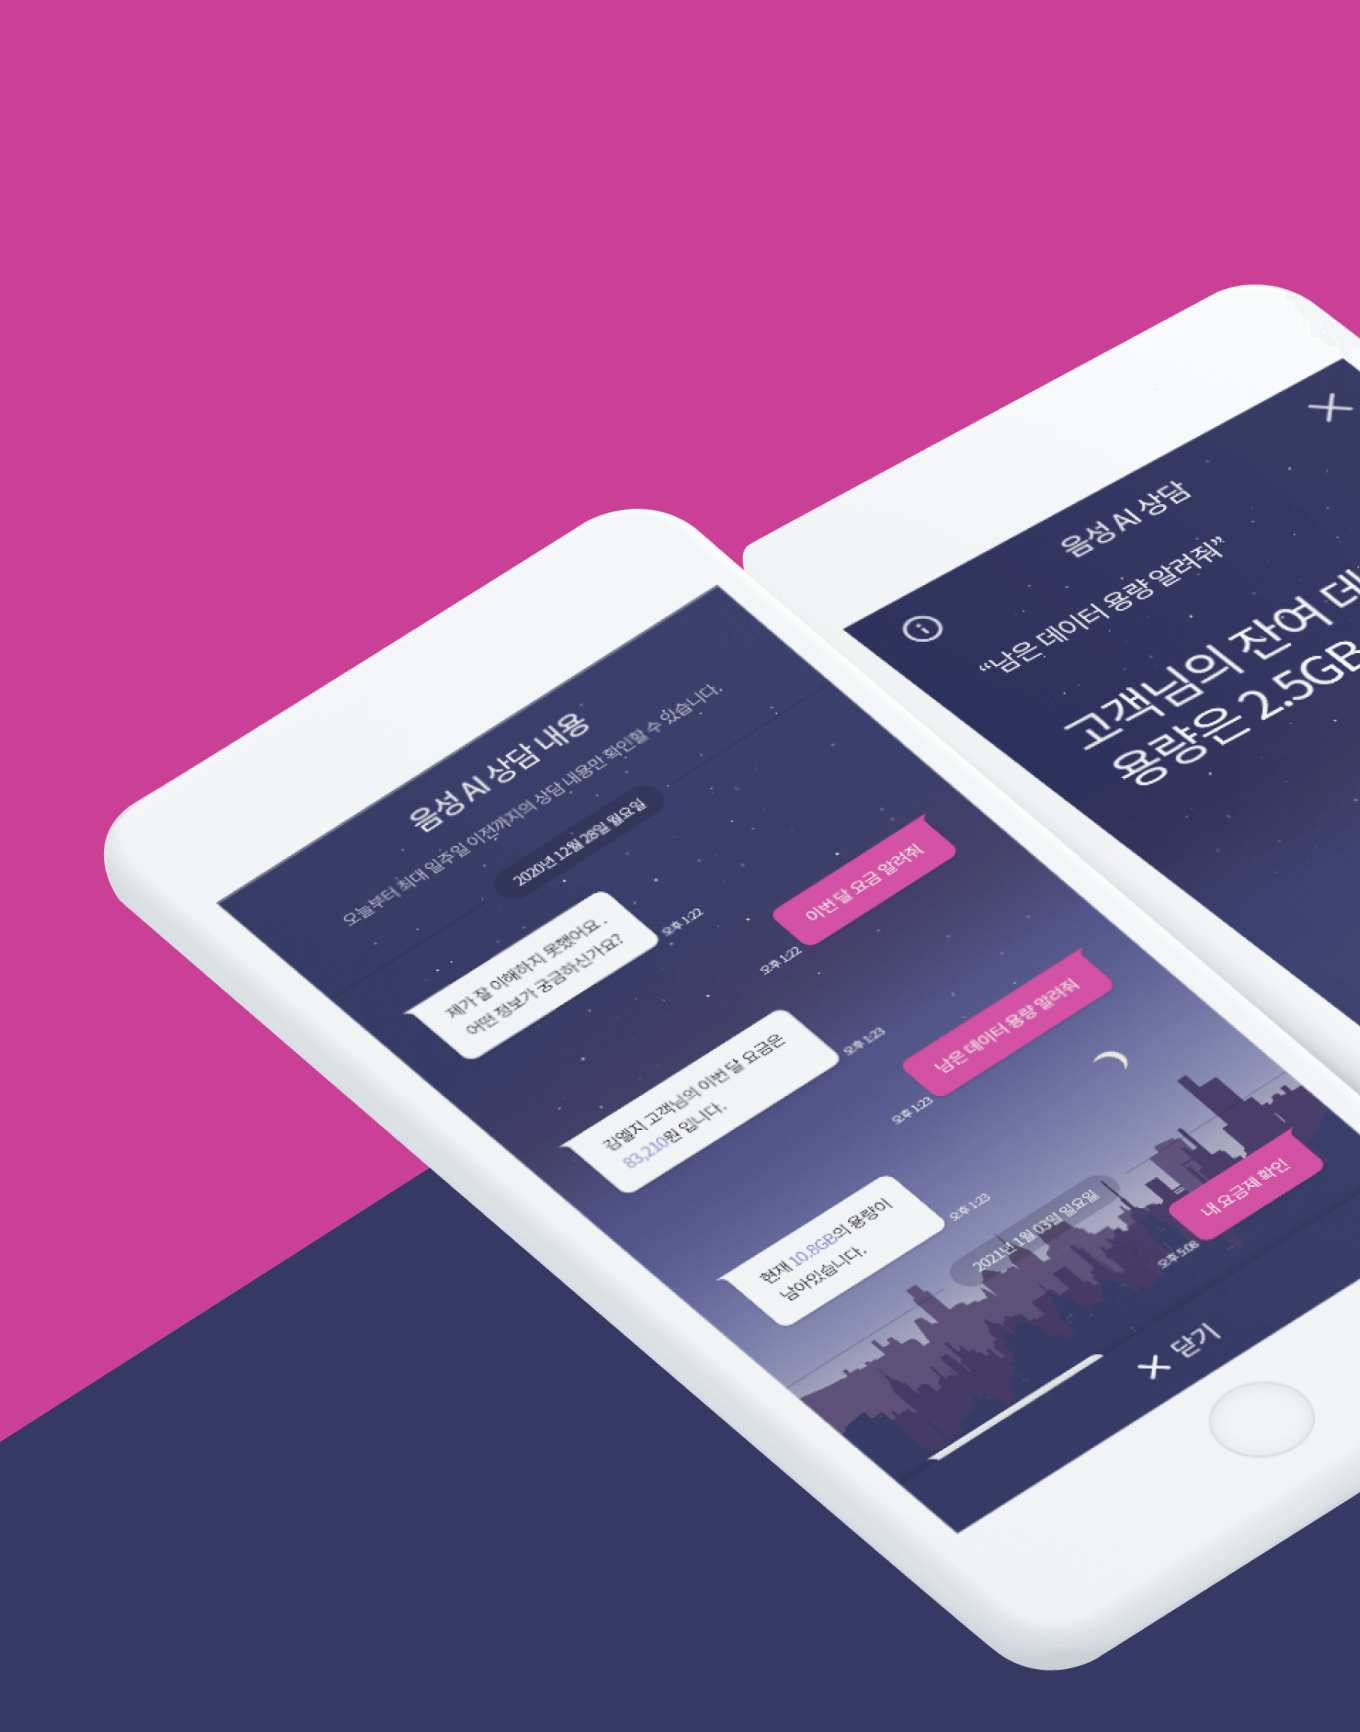 음성 AI 상담 내용
오늘부터 최대 일주일 이전까지의 상담 내용만 확인할 수 있습니다.
2020년 12월 28일 월요일
제가 잘 이해하지 못했어요 .
어떤 정보가 궁금하신가요?
오후 1:22
이번 달 요금 알려줘
오후 1:22
김엘지 고객님의 이번 달 요금은
83,210원 입니다.
오후 1:23
남은 데이터 용량 알려줘
오후 1:23
현재 10.8GB의 용량이
남아있습니다.
오후 1:23
2021년 1월 03일 일요일
내 요금제 확인
오후 5:08
닫기
음성 AI 상담
“남은 데이터 용량 알려줘”
고객님의 잔여 데
용량은 2.5GB